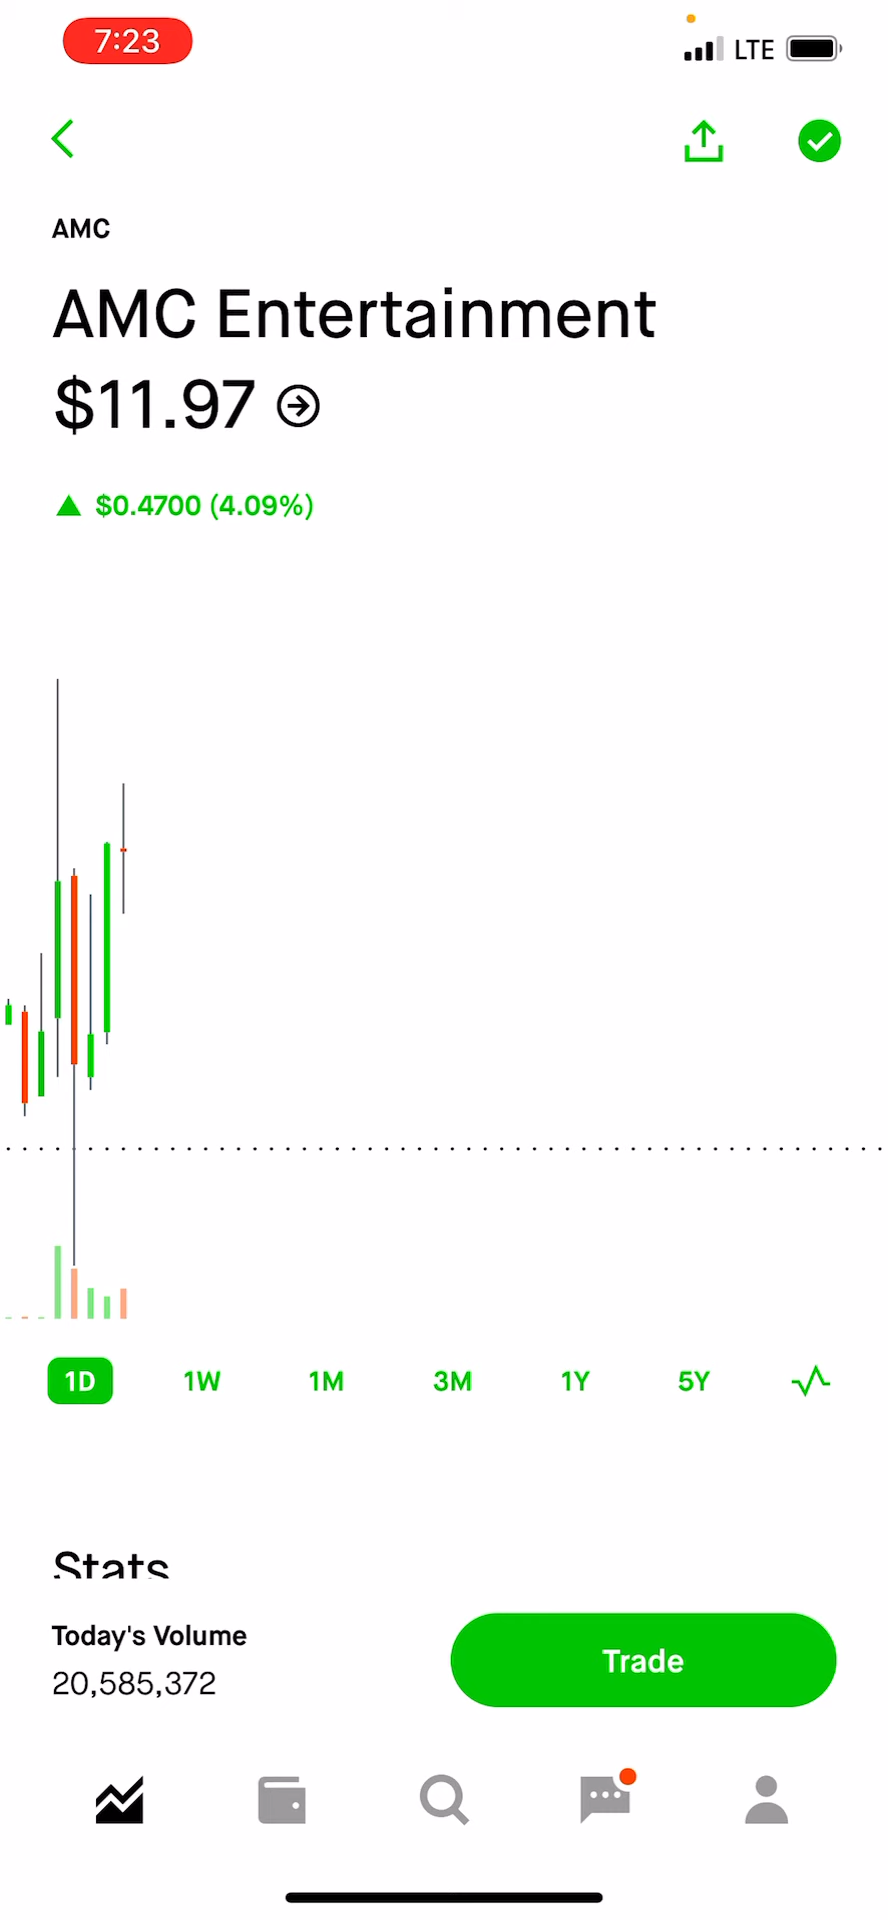 7:23
LTE
AMC
AMC Entertainment
$11.97
$0.4700 (4.09%)
1D 1W 1M 3M 1Y 5Y
Stats
Today's Volume
20,585,372
Trade